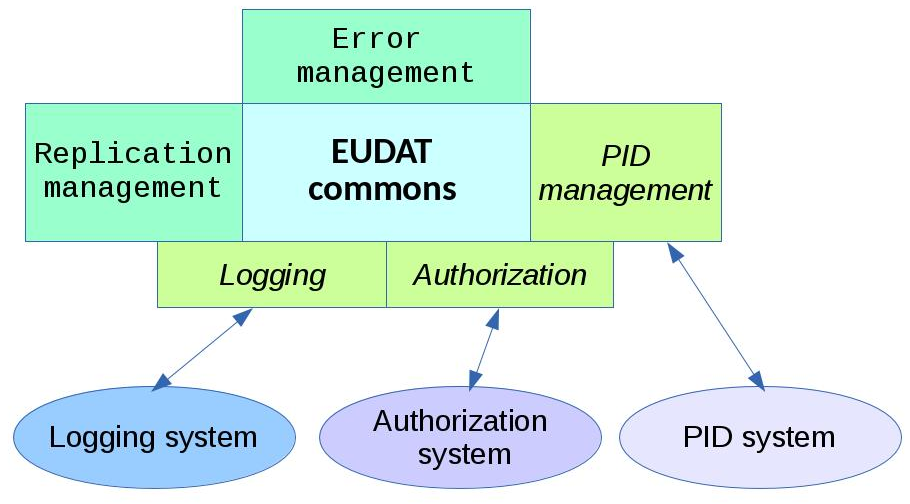 Error
management
Replication
management
EUDAT
commons
PID
management
Logging
Authorization
Logging system
Authorization
system
PID system